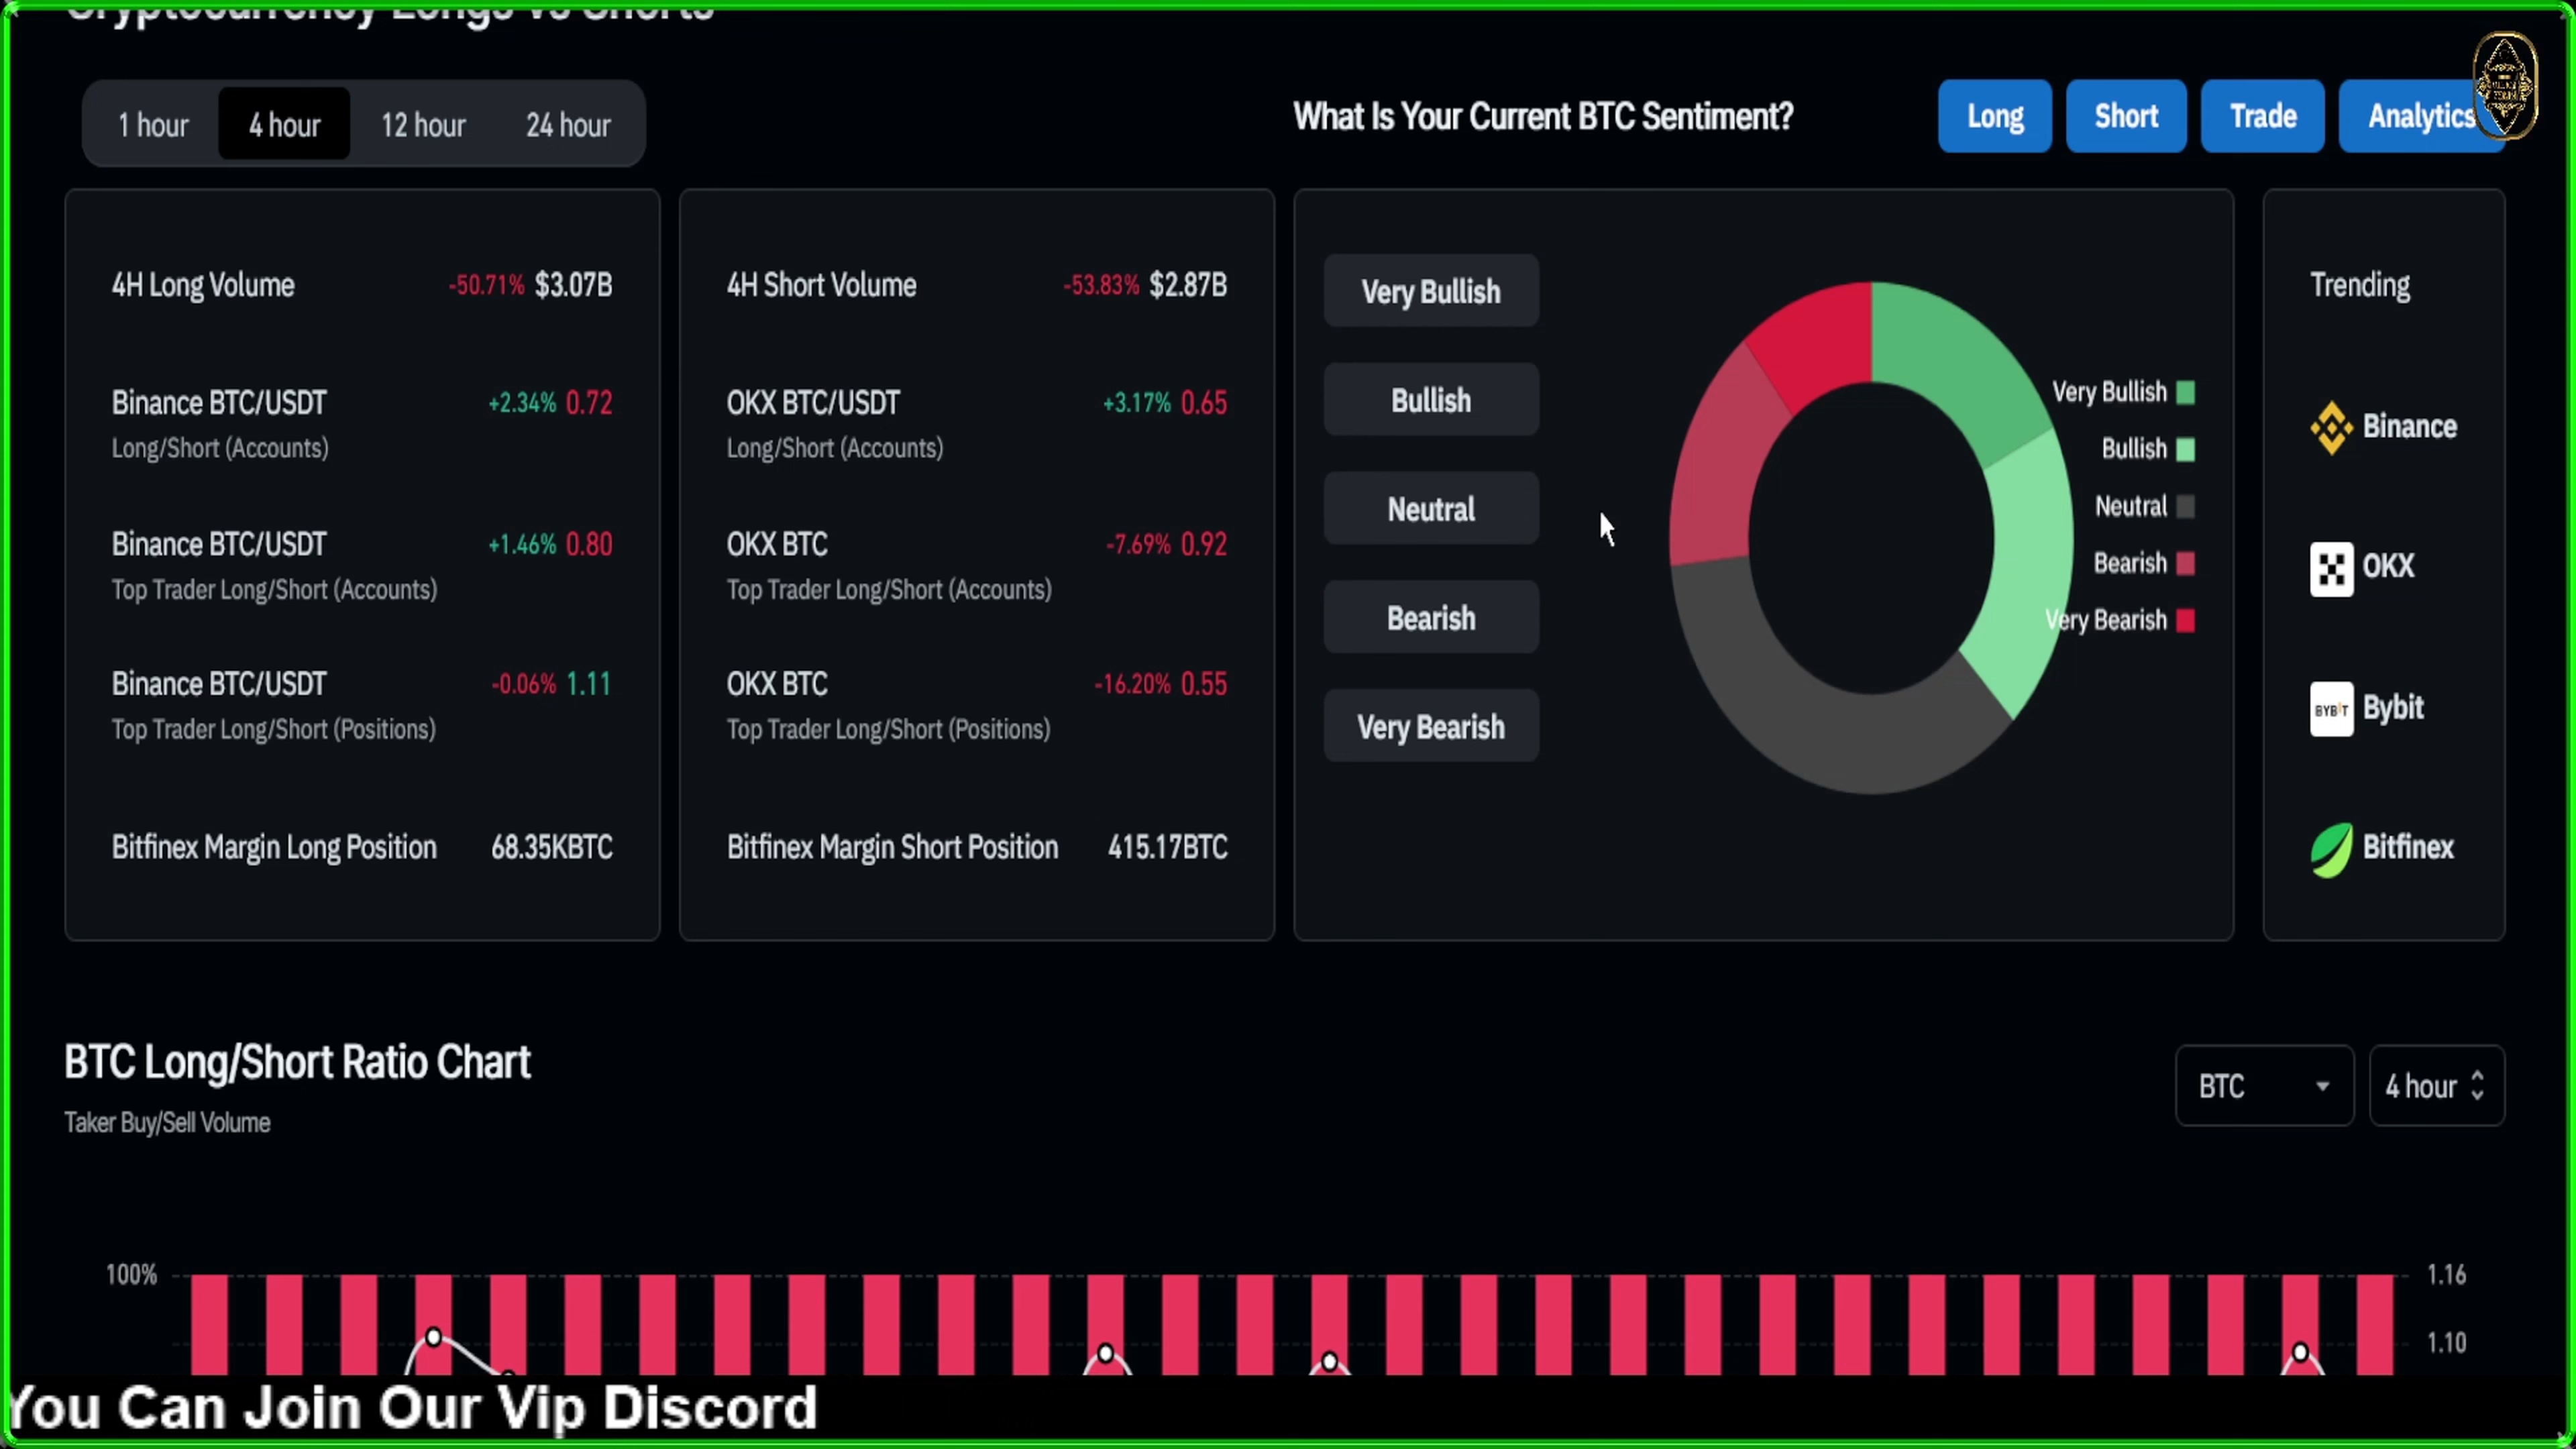 Cryptocurrency Longs vs Shorts
1 hour 4 hour 12 hour 24 hour
What Is Your Current BTC Sentiment?
Long Short Trade Analytics
4H Long Volume -50.71% $3.07B
Binance BTC/USDT +2.34% 0.72
Long/Short (Accounts)
Binance BTC/USDT +1.46% 0.80
Top Trader Long/Short (Accounts)
Binance BTC/USDT -0.06% 1.11
Top Trader Long/Short (Positions)
Bitfinex Margin Long Position 68.35KBTC
4H Short Volume -53.83% $2.87B
OKX BTC/USDT +3.17% 0.65
Long/Short (Accounts)
OKX BTC -7.69% 0.92
Top Trader Long/Short (Accounts)
OKX BTC -16.20% 0.55
Top Trader Long/Short (Positions)
Bitfinex Margin Short Position 415.17BTC
Very Bullish
Bullish
Neutral
Bearish
Very Bearish
Very Bullish
Bullish
Neutral
Bearish
Very Bearish
Trending
Binance
OKX
BYBIT Bybit
Bitfinex
BTC Long/Short Ratio Chart
Taker Buy/Sell Volume
BTC 4 hour
100% 1.16
1.10
You Can Join Our Vip Discord